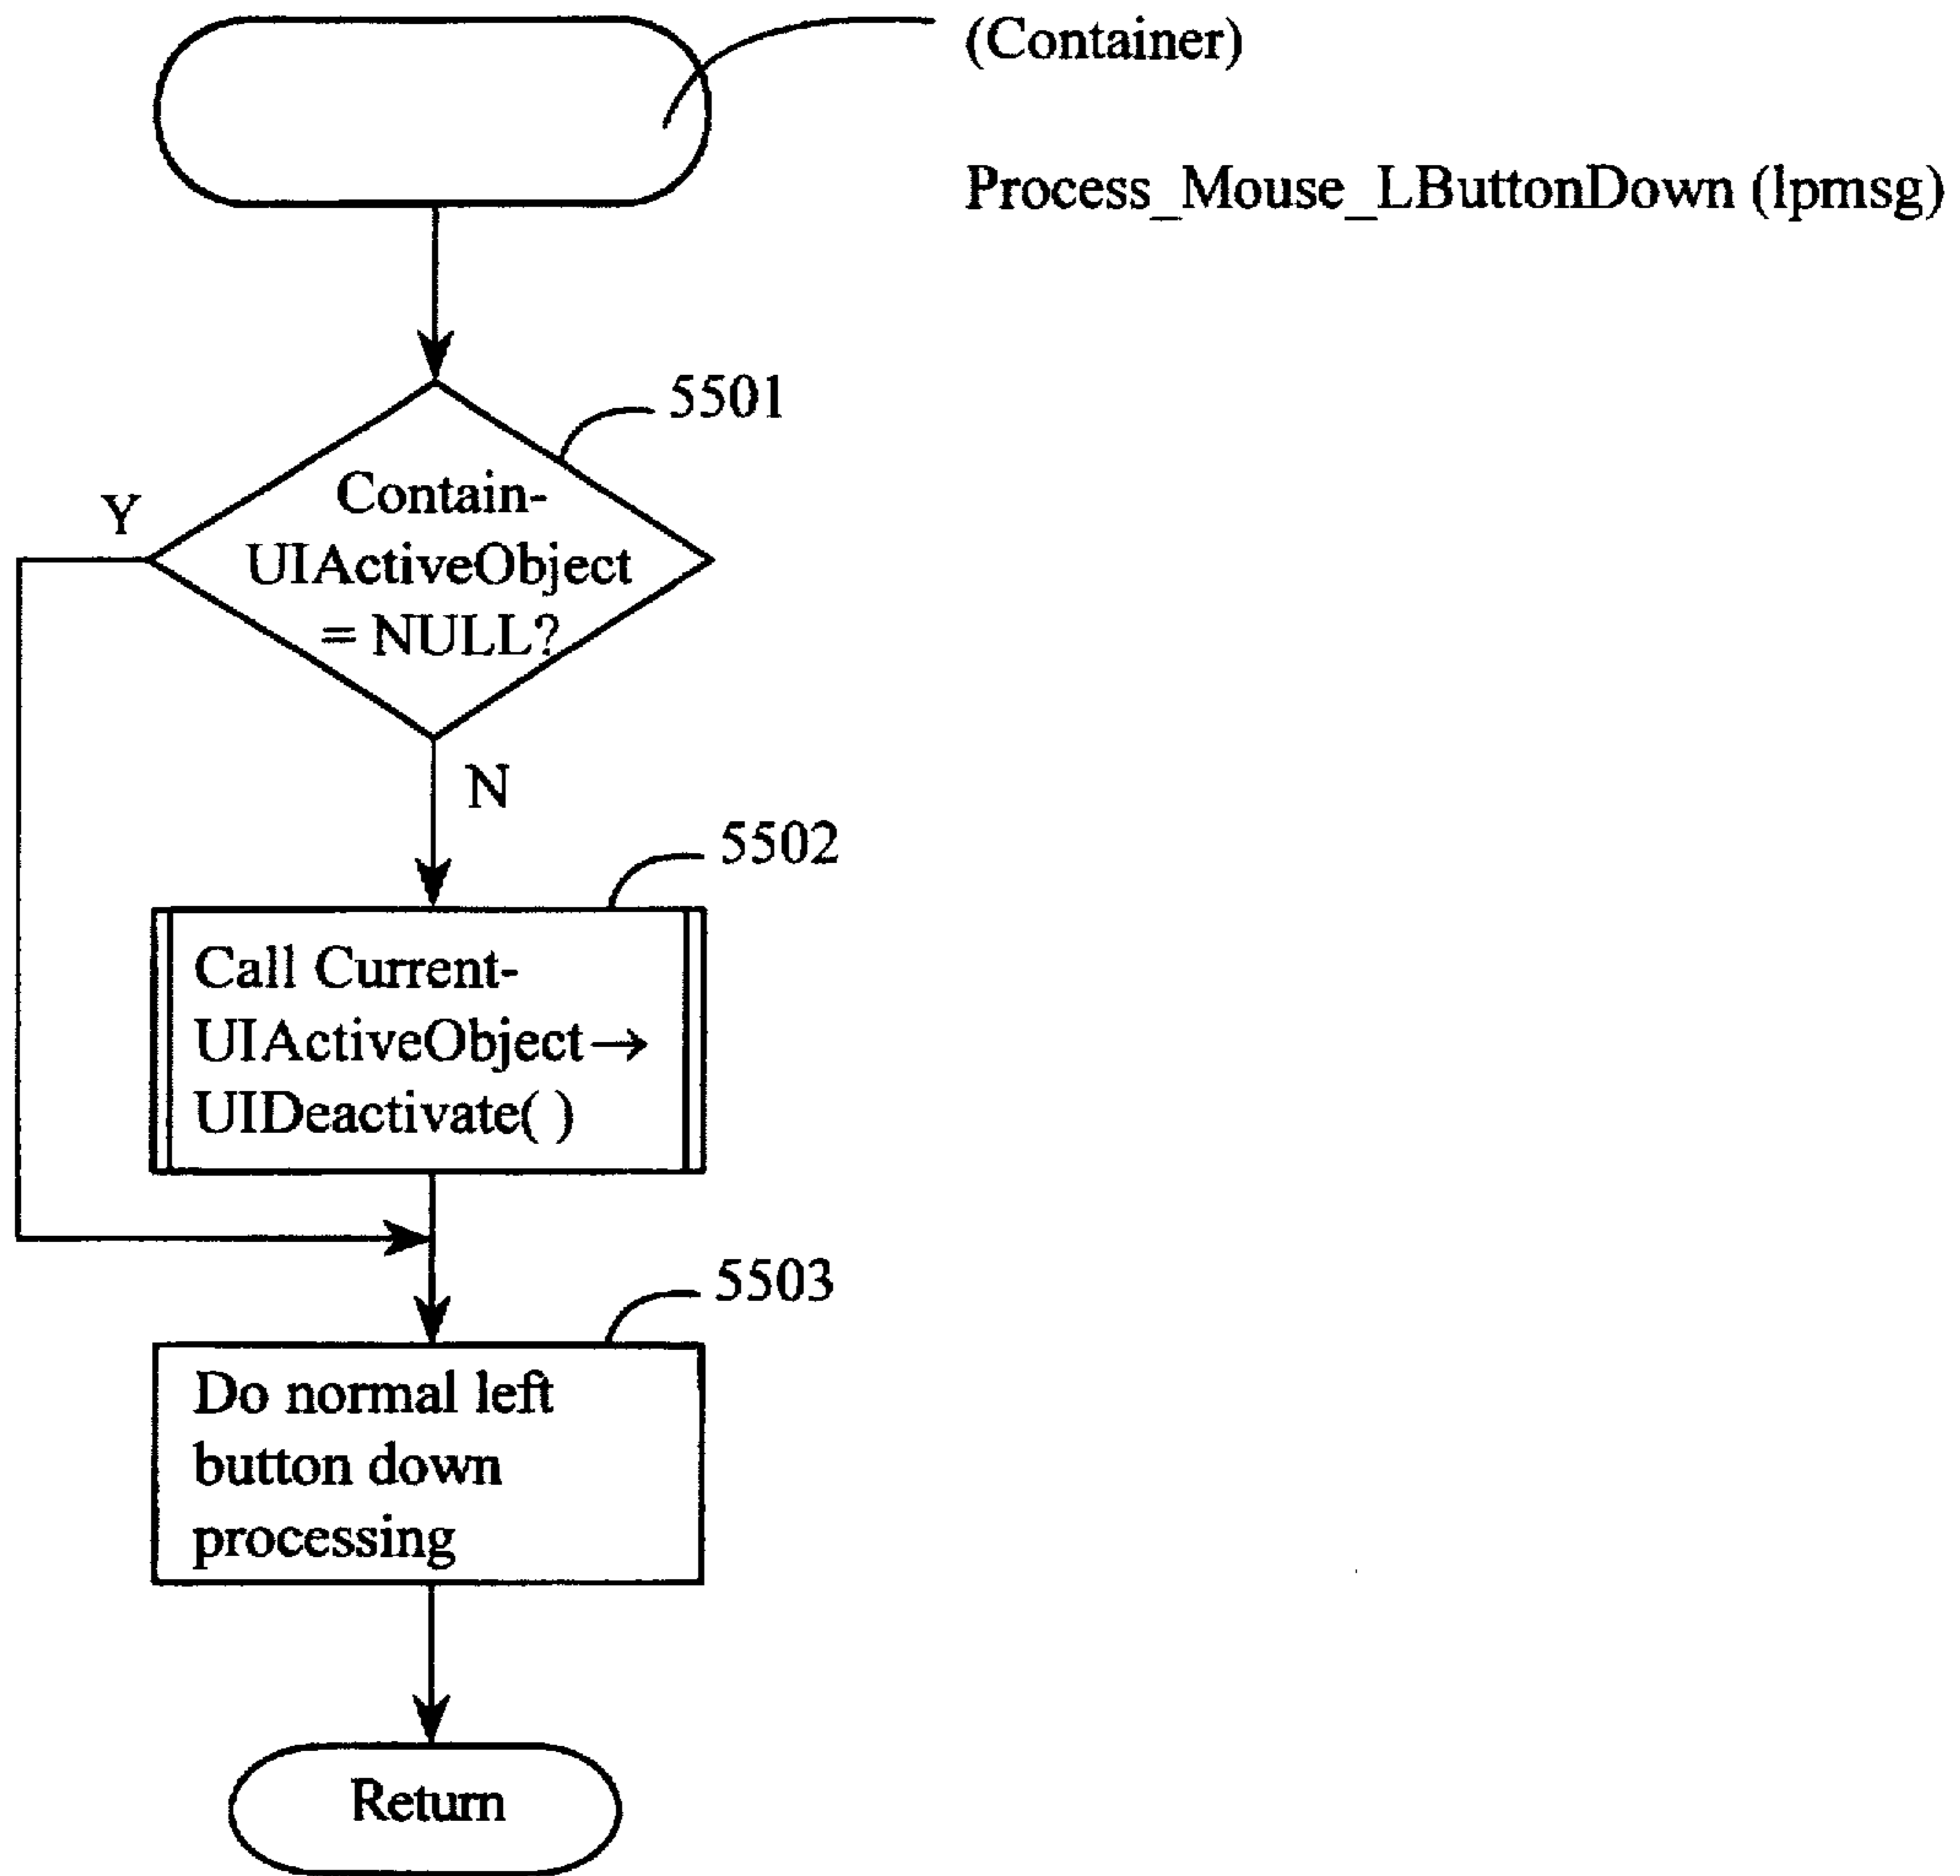 (Container)
Process_Mouse_LButtonDown (lpmsg)
5501
Contain-
UIActiveObject
= NULL?
Y
N
5502
Call Current-
UIActiveObject→
UIDeactivate( )
5503
Do normal left
button down
processing
Return